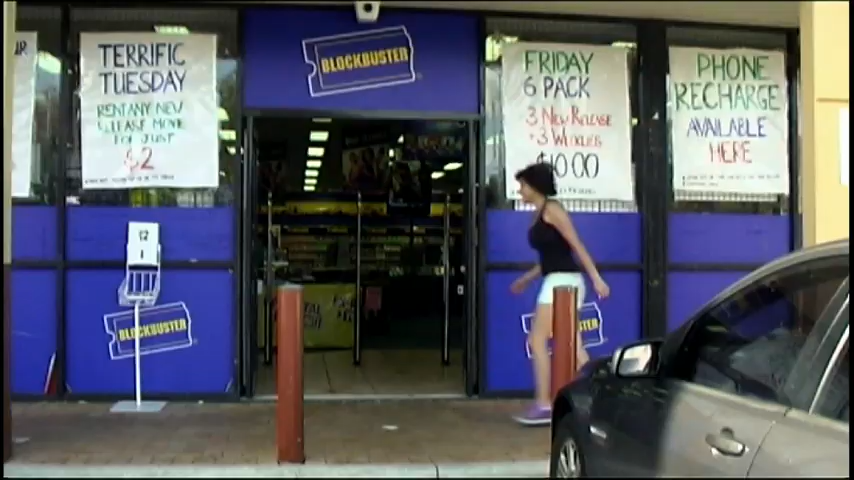 TERRIFIC
TUESDAY
RENT ANY NEW
RELEASE MOVIE
FOR JUST
$2
BLOCKBUSTER
FRIDAY
6 PACK
3 NEW RELEASE
+3 WEEKLIES
$10.00
PHONE
RECHARGE
AVAILABLE
HERE
BLOCKBUSTER